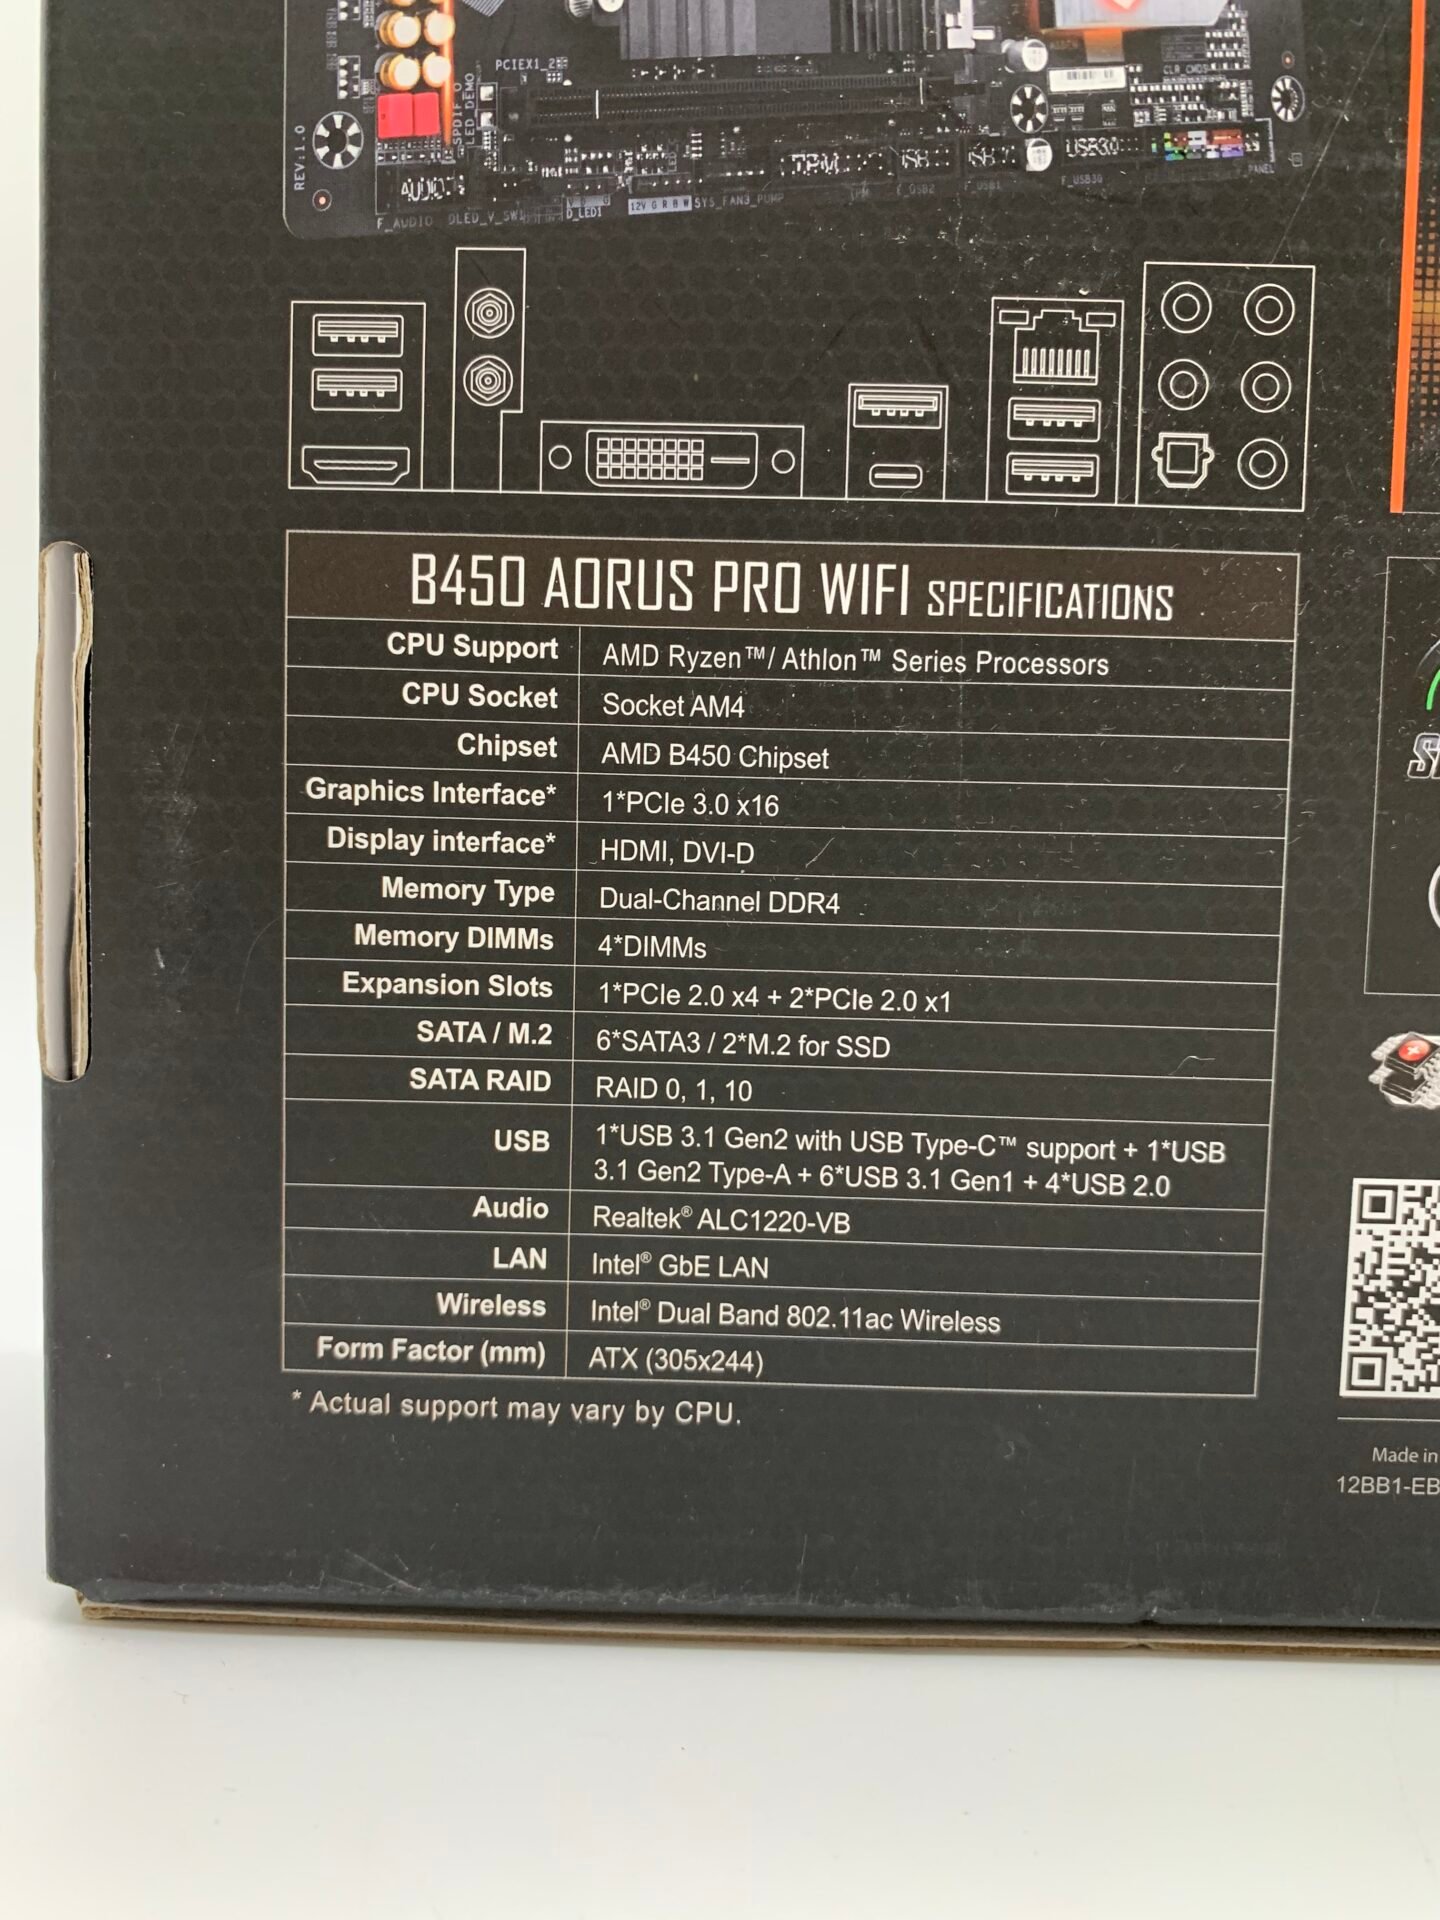 PCIEX1_2
SPDIF_O
LED_DEMO
CLR_CMOS
REV:1.0
AUDIO
TPM
USB
USB
USB3.0
F_AUDIO
D_LED1
12V G R B W
SYS_FAN3_PUMP
F_USB2
F_USB1
F_USB30
B450 AORUS PRO WIFI SPECIFICATIONS
CPU Support AMD Ryzen™/ Athlon™ Series Processors
CPU Socket Socket AM4
Chipset AMD B450 Chipset
Graphics Interface* 1*PCIe 3.0 x16
Display interface* HDMI, DVI-D
Memory Type Dual-Channel DDR4
Memory DIMMs 4*DIMMs
Expansion Slots 1*PCIe 2.0 x4 + 2*PCIe 2.0 x1
SATA / M.2 6*SATA3 / 2*M.2 for SSD
SATA RAID RAID 0, 1, 10
USB 1*USB 3.1 Gen2 with USB Type-C™ support + 1*USB
3.1 Gen2 Type-A + 6*USB 3.1 Gen1 + 4*USB 2.0
Audio Realtek® ALC1220-VB
LAN Intel® GbE LAN
Wireless Intel® Dual Band 802.11ac Wireless
Form Factor (mm) ATX (305x244)
* Actual support may vary by CPU.
Made in
12BB1-EB